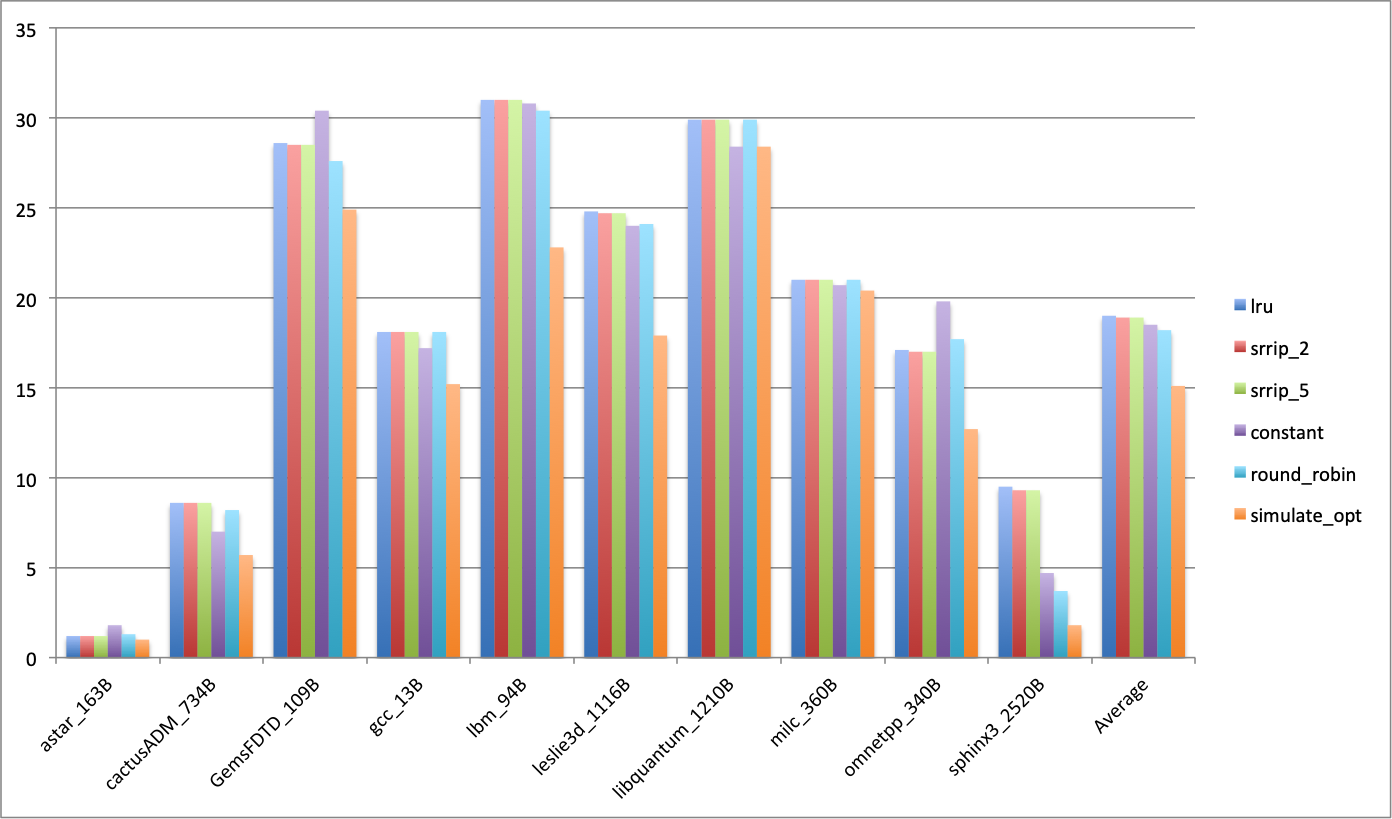 35
30
25
20
15
10
5
0
astar_163B
cactusADM_734B
GemsFDTD_109B
gcc_13B
lbm_94B
leslie3d_1116B
libquantum_1210B
milc_360B
omnetpp_340B
sphinx3_2520B
Average
lru
srrip_2
srrip_5
constant
round_robin
simulate_opt